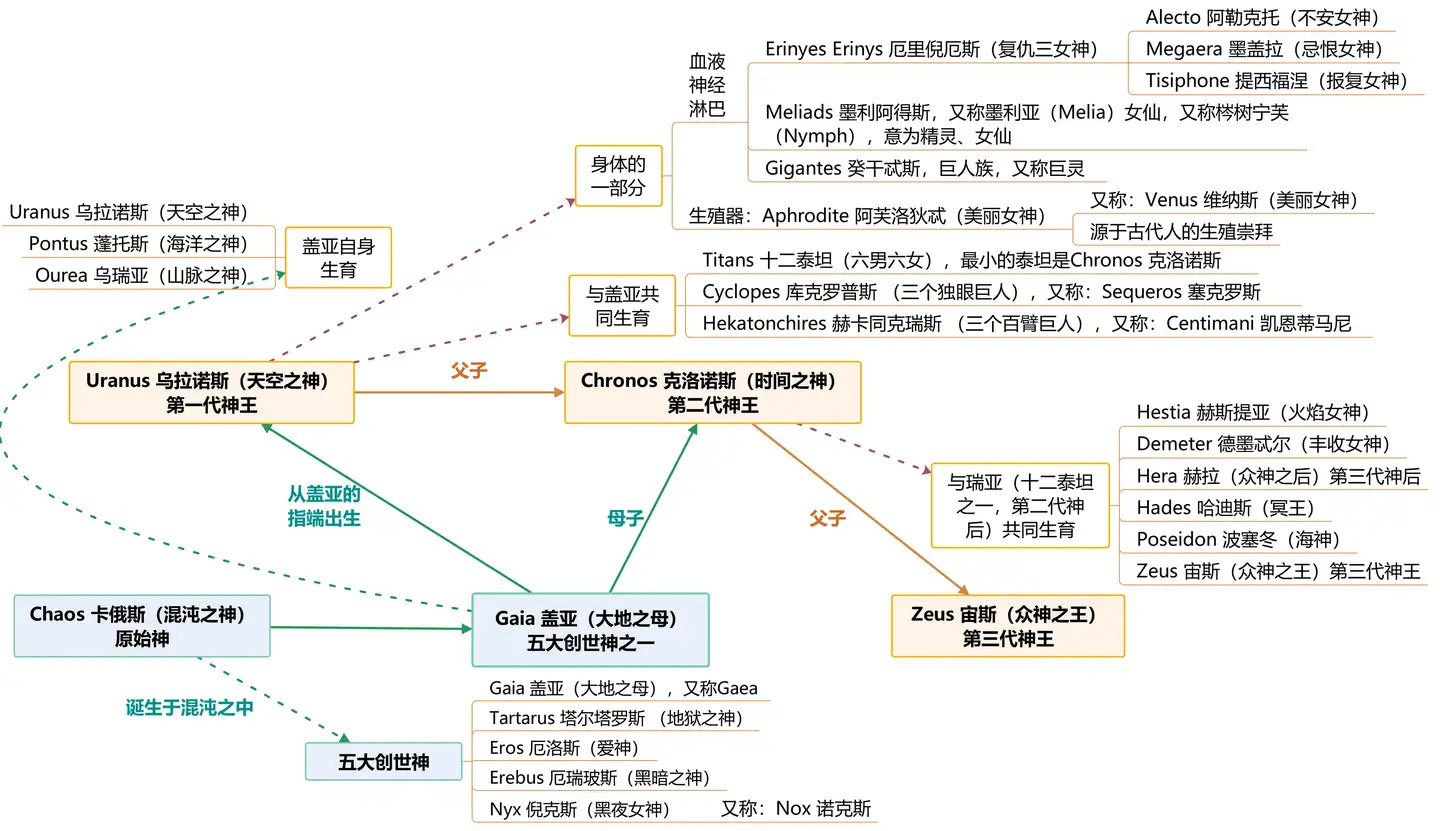 Alecto 阿勒克托（不安女神）
Megaera 墨盖拉（忌恨女神）
Tisiphone 提西福涅（报复女神）
Erinyes Erinys 厄里倪厄斯（复仇三女神）
血液
神经
淋巴
Meliads 墨利阿得斯，又称墨利亚（Melia）女仙，又称梣树宁芙
（Nymph），意为精灵、女仙
Gigantes 癸干忒斯，巨人族，又称巨灵
身体的
一部分
生殖器：Aphrodite 阿芙洛狄忒（美丽女神）
又称：Venus 维纳斯（美丽女神）
源于古代人的生殖崇拜
Uranus 乌拉诺斯（天空之神）
Pontus 蓬托斯（海洋之神）
Ourea 乌瑞亚（山脉之神）
盖亚自身
生育
与盖亚共
同生育
Titans 十二泰坦（六男六女），最小的泰坦是Chronos 克洛诺斯
Cyclopes 库克罗普斯 （三个独眼巨人），又称：Sequeros 塞克罗斯
Hekatonchires 赫卡同克瑞斯 （三个百臂巨人），又称：Centimani 凯恩蒂马尼
Uranus 乌拉诺斯（天空之神）
第一代神王
父子
Chronos 克洛诺斯（时间之神）
第二代神王
Hestia 赫斯提亚（火焰女神）
Demeter 德墨忒尔（丰收女神）
Hera 赫拉（众神之后）第三代神后
Hades 哈迪斯（冥王）
Poseidon 波塞冬（海神）
Zeus 宙斯（众神之王）第三代神王
与瑞亚（十二泰坦
之一，第二代神
后）共同生育
从盖亚的
指端出生
母子
父子
Chaos 卡俄斯（混沌之神）
原始神
Gaia 盖亚（大地之母）
五大创世神之一
Zeus 宙斯（众神之王）
第三代神王
诞生于混沌之中
五大创世神
Gaia 盖亚（大地之母），又称Gaea
Tartarus 塔尔塔罗斯 （地狱之神）
Eros 厄洛斯（爱神）
Erebus 厄瑞玻斯（黑暗之神）
Nyx 倪克斯（黑夜女神） 又称：Nox 诺克斯